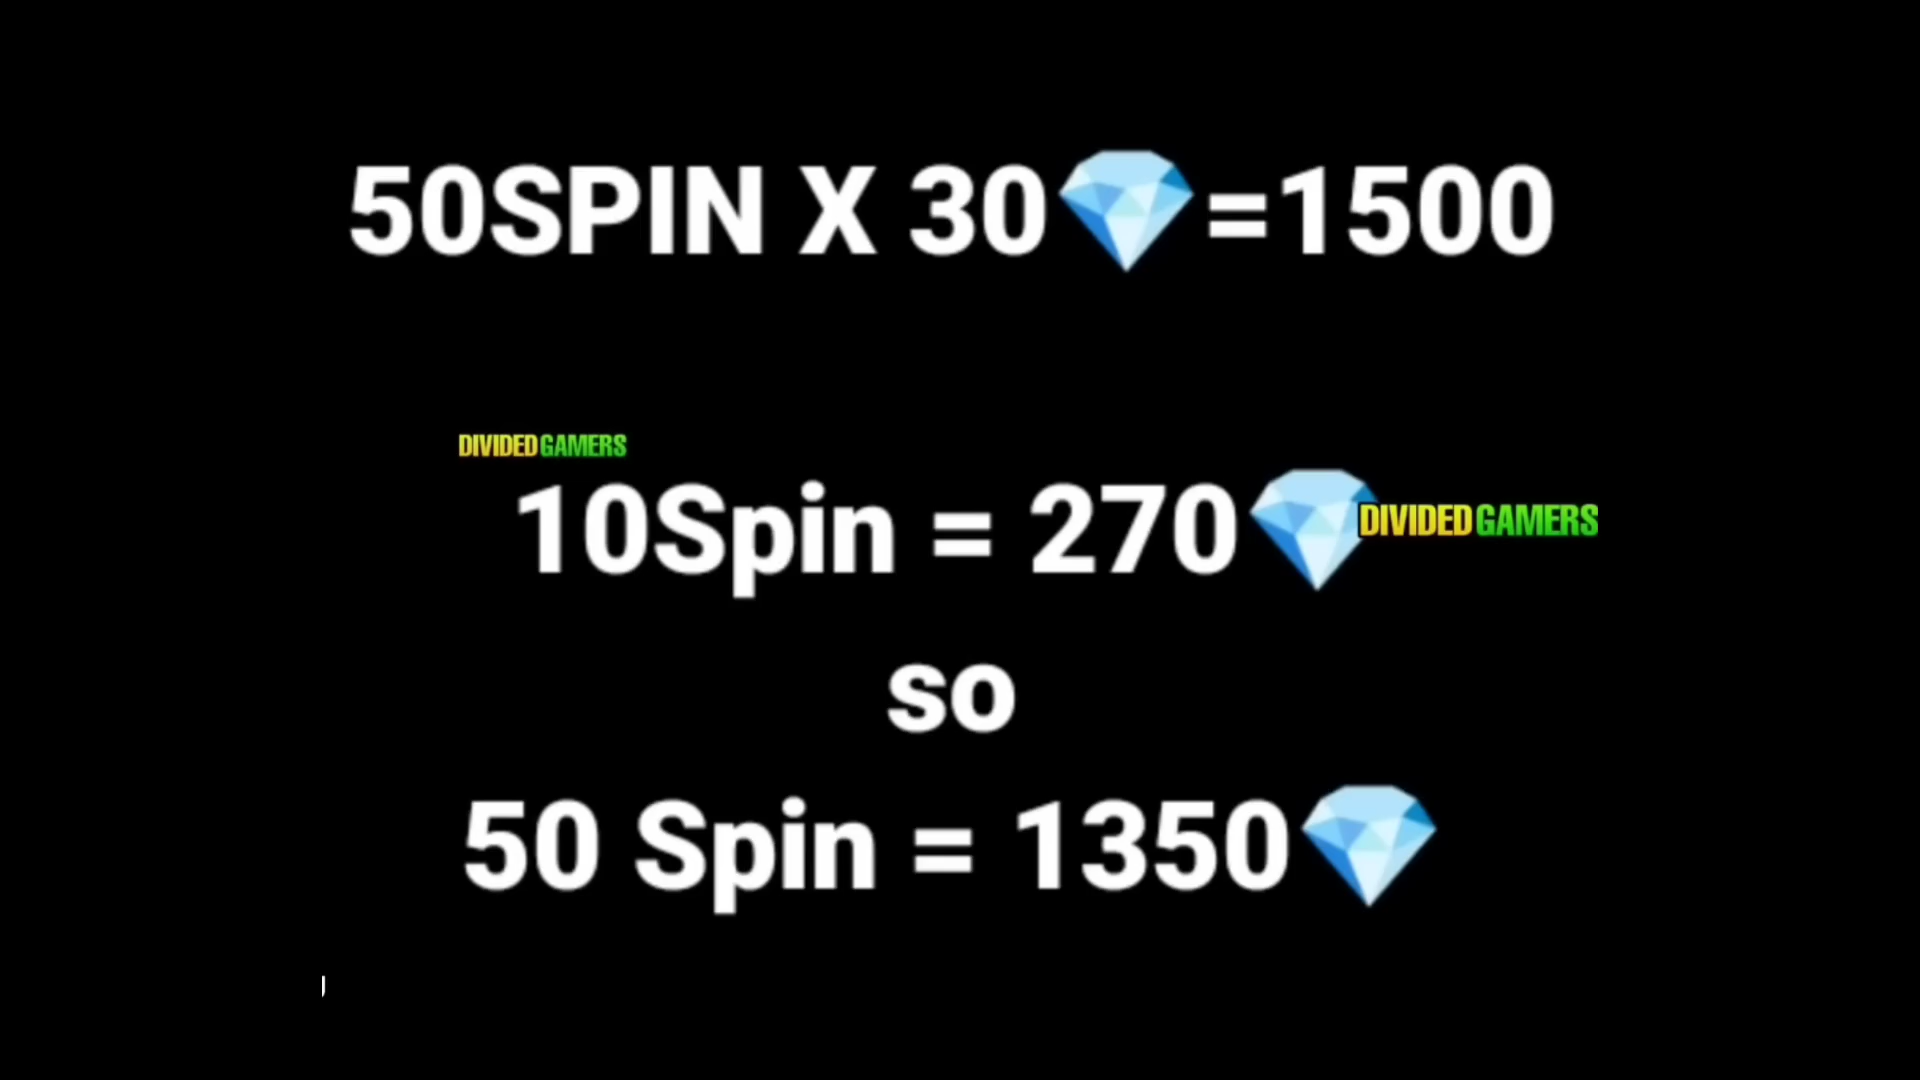 50SPIN X 30💎=1500
DIVIDED GAMERS
10Spin = 270💎 DIVIDED GAMERS
so
50 Spin = 1350💎